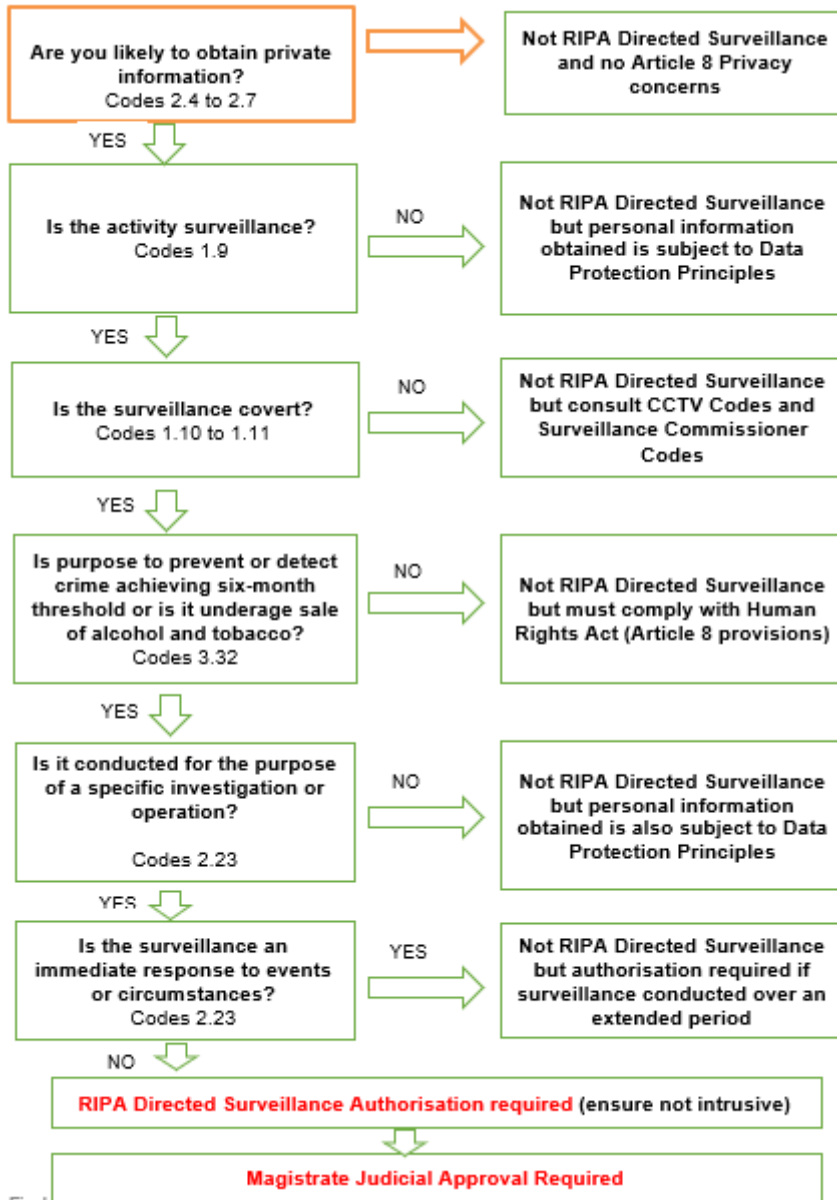 Are you likely to obtain private
information?
Codes 2.4 to 2.7
Not RIPA Directed Surveillance
and no Article 8 Privacy
concerns
YES
Is the activity surveillance?
Codes 1.9
NO
Not RIPA Directed Surveillance
but personal information
obtained is subject to Data
Protection Principles
YES
Is the surveillance covert?
Codes 1.10 to 1.11
NO
Not RIPA Directed Surveillance
but consult CCTV Codes and
Surveillance Commissioner
Codes
YES
Is purpose to prevent or detect
crime achieving six-month
threshold or is it underage sale
of alcohol and tobacco?
Codes 3.32
NO
Not RIPA Directed Surveillance
but must comply with Human
Rights Act (Article 8 provisions)
YES
Is it conducted for the purpose
of a specific investigation or
operation?
Codes 2.23
NO
Not RIPA Directed Surveillance
but personal information
obtained is also subject to Data
Protection Principles
YES
Is the surveillance an
immediate response to events
or circumstances?
Codes 2.23
YES
Not RIPA Directed Surveillance
but authorisation required if
surveillance conducted over an
extended period
NO
RIPA Directed Surveillance Authorisation required (ensure not intrusive)
Magistrate Judicial Approval Required